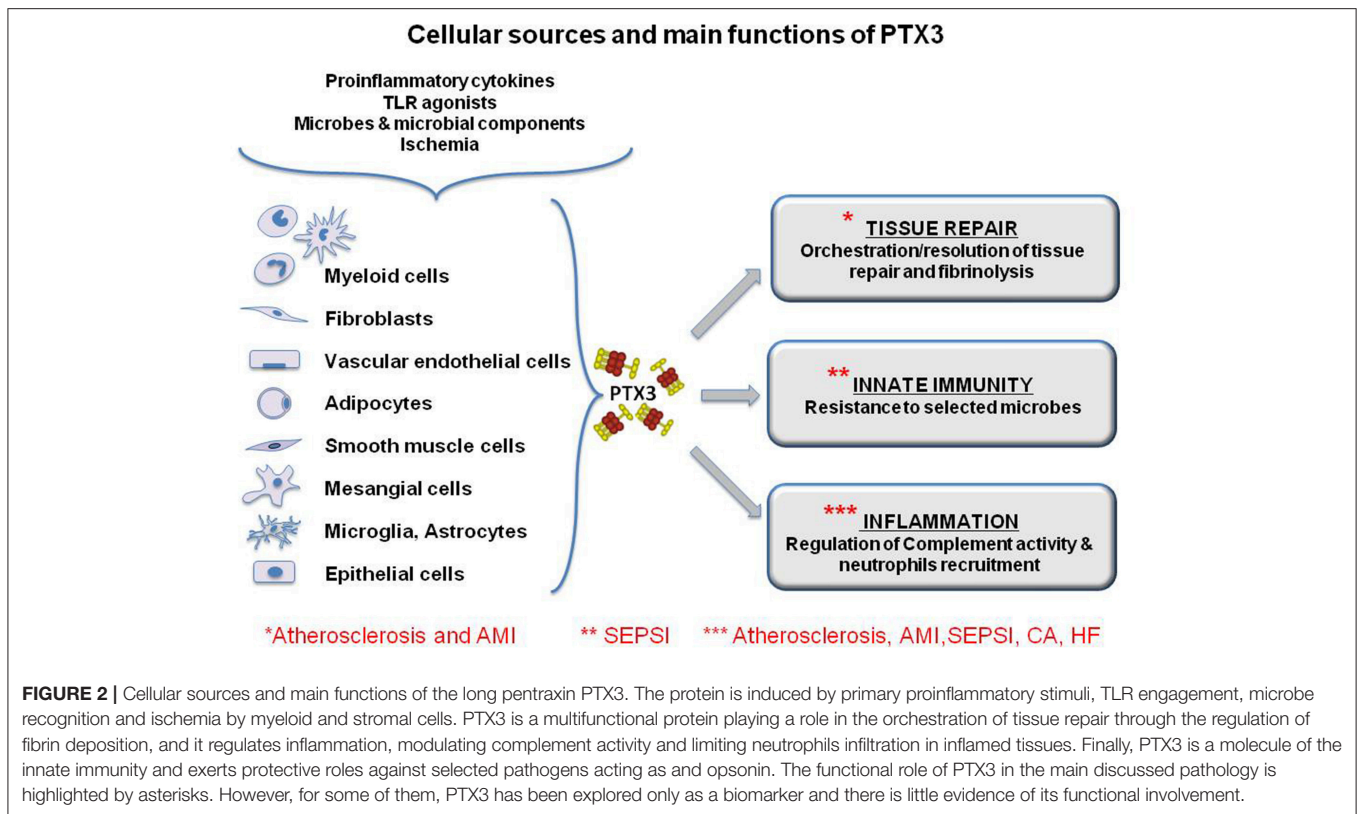 Cellular sources and main functions of PTX3
Proinflammatory cytokines
TLR agonists
Microbes & microbial components
Ischemia
Myeloid cells
Fibroblasts
Vascular endothelial cells
Adipocytes
Smooth muscle cells
Mesangial cells
Microglia, Astrocytes
Epithelial cells
PTX3
* TISSUE REPAIR
Orchestration/resolution of tissue
repair and fibrinolysis
** INNATE IMMUNITY
Resistance to selected microbes
*** INFLAMMATION
Regulation of Complement activity &
neutrophils recruitment
*Atherosclerosis and AMI ** SEPSI *** Atherosclerosis, AMI,SEPSI, CA, HF
FIGURE 2 | Cellular sources and main functions of the long pentraxin PTX3. The protein is induced by primary proinflammatory stimuli, TLR engagement, microbe
recognition and ischemia by myeloid and stromal cells. PTX3 is a multifunctional protein playing a role in the orchestration of tissue repair through the regulation of
fibrin deposition, and it regulates inflammation, modulating complement activity and limiting neutrophils infiltration in inflamed tissues. Finally, PTX3 is a molecule of the
innate immunity and exerts protective roles against selected pathogens acting as and opsonin. The functional role of PTX3 in the main discussed pathology is
highlighted by asterisks. However, for some of them, PTX3 has been explored only as a biomarker and there is little evidence of its functional involvement.